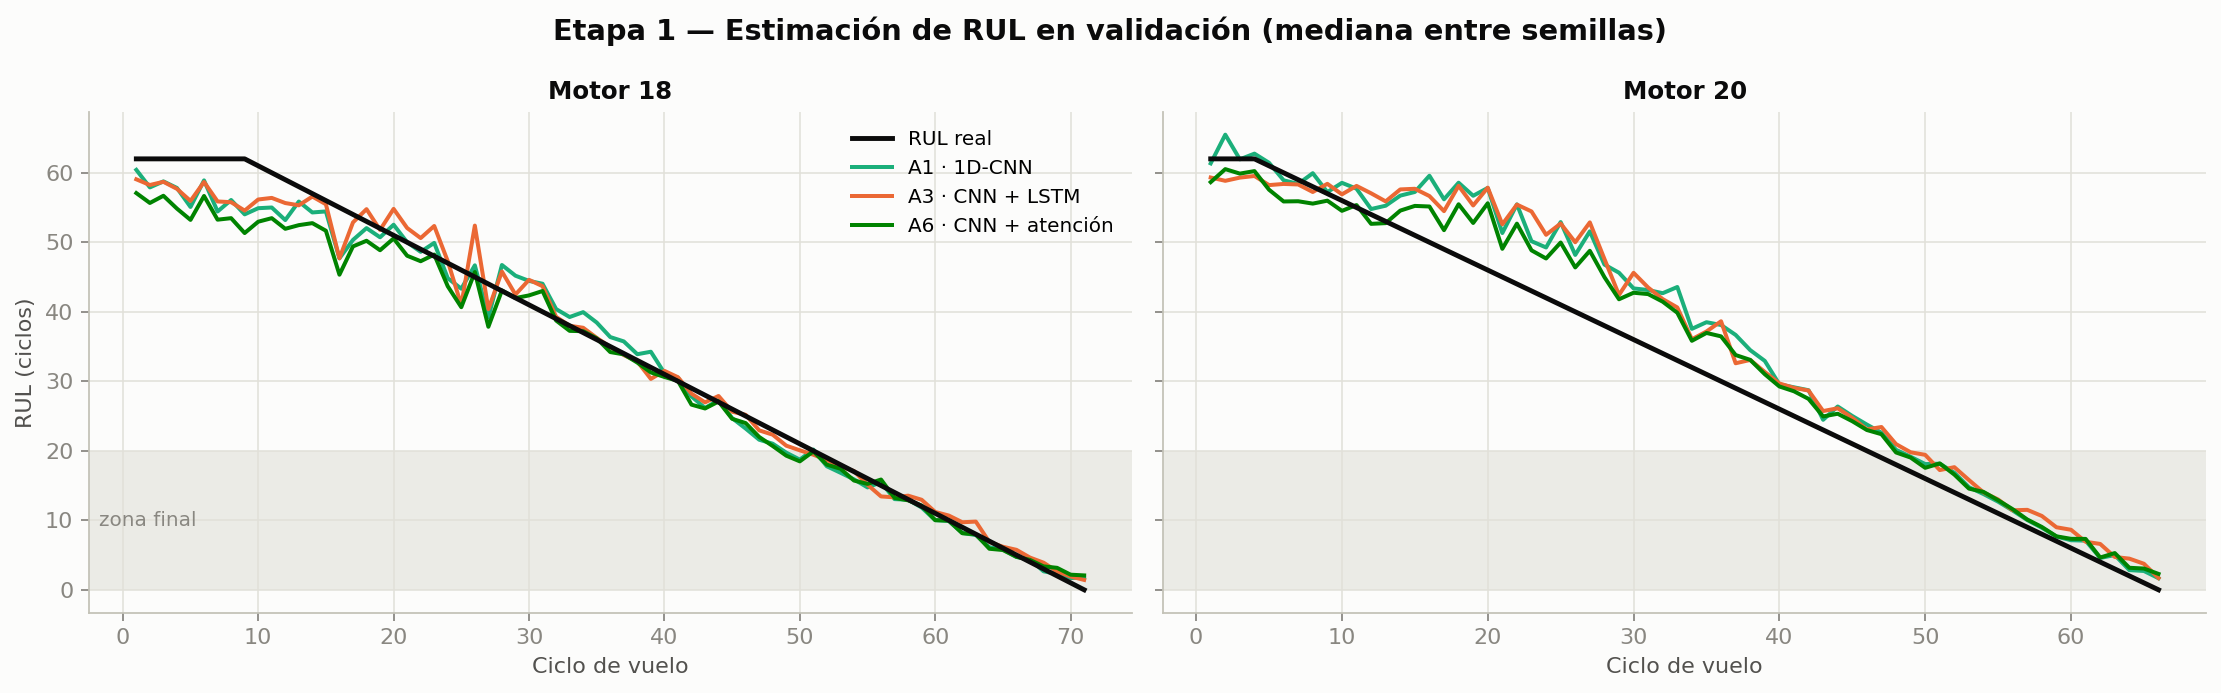 Etapa 1 — Estimación de RUL en validación (mediana entre semillas)
Motor 18
RUL real
A1 · 1D-CNN
A3 · CNN + LSTM
A6 · CNN + atención
RUL (ciclos)
60
50
40
30
20
10
0
zona final
0 10 20 30 40 50 60 70
Ciclo de vuelo
Motor 20
0 10 20 30 40 50 60
Ciclo de vuelo